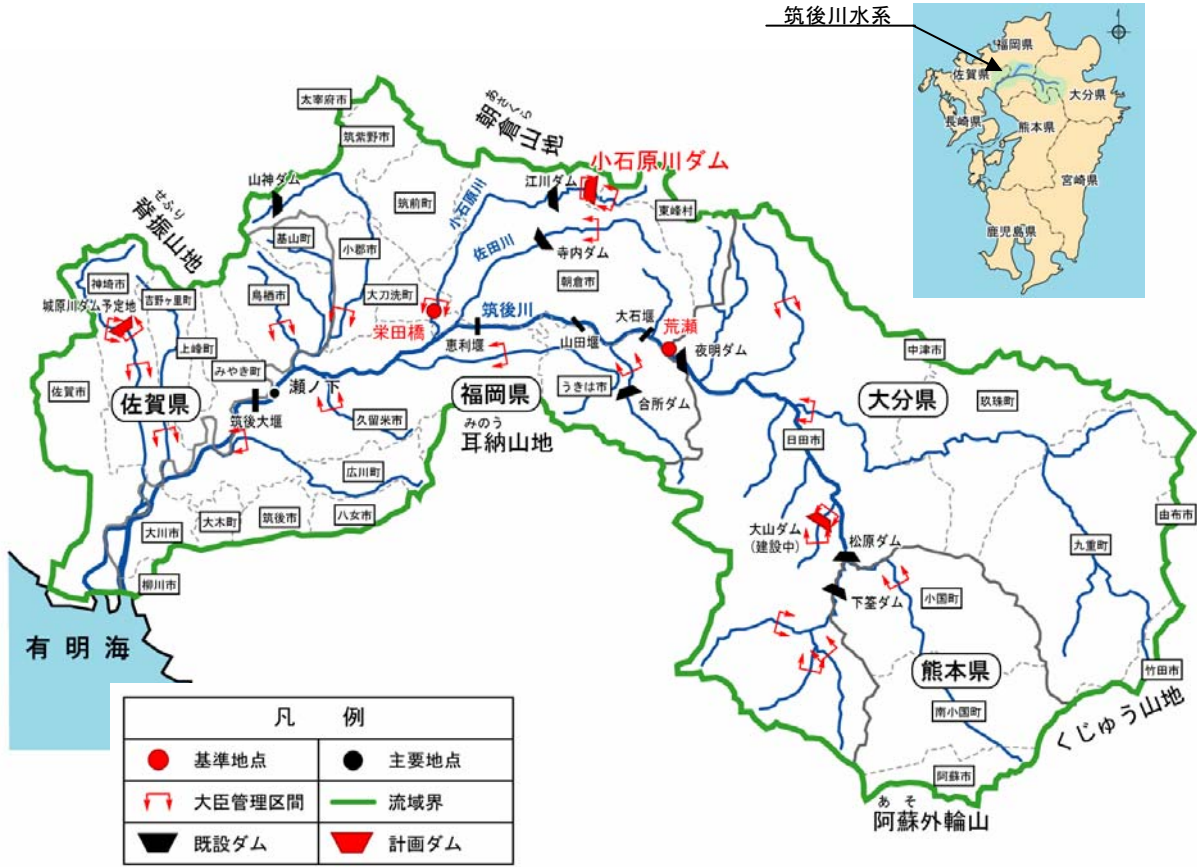 筑後川水系
福岡県
佐賀県
大分県
長崎県
熊本県
宮崎県
鹿児島県
太宰府市
筑紫野市
あさくら
朝倉山地
小石原川ダム
山神ダム
江川ダム
筑前町
小石原川
東峰村
せふり
脊振山地
基山町
小郡市
佐田川
寺内ダム
神埼市
吉野ヶ里町
城原川ダム予定地
鳥栖市
大刀洗町
朝倉市
筑後川
大石堰
荒瀬
栄田橋
恵利堰
山田堰
夜明ダム
中津市
上峰町
みやき町
佐賀市
佐賀県
瀬ノ下
福岡県
うきは市
合所ダム
大分県
玖珠町
筑後大堰
久留米市
みのう
耳納山地
日田市
広川町
大川市
大木町
筑後市
八女市
大山ダム
(建設中)
松原ダム
九重町
由布市
柳川市
下筌ダム
小国町
有明海
熊本県
竹田市
南小国町
くじゅう山地
阿蘇市
あそ
阿蘇外輪山
凡 例
基準地点
主要地点
大臣管理区間
流域界
既設ダム
計画ダム